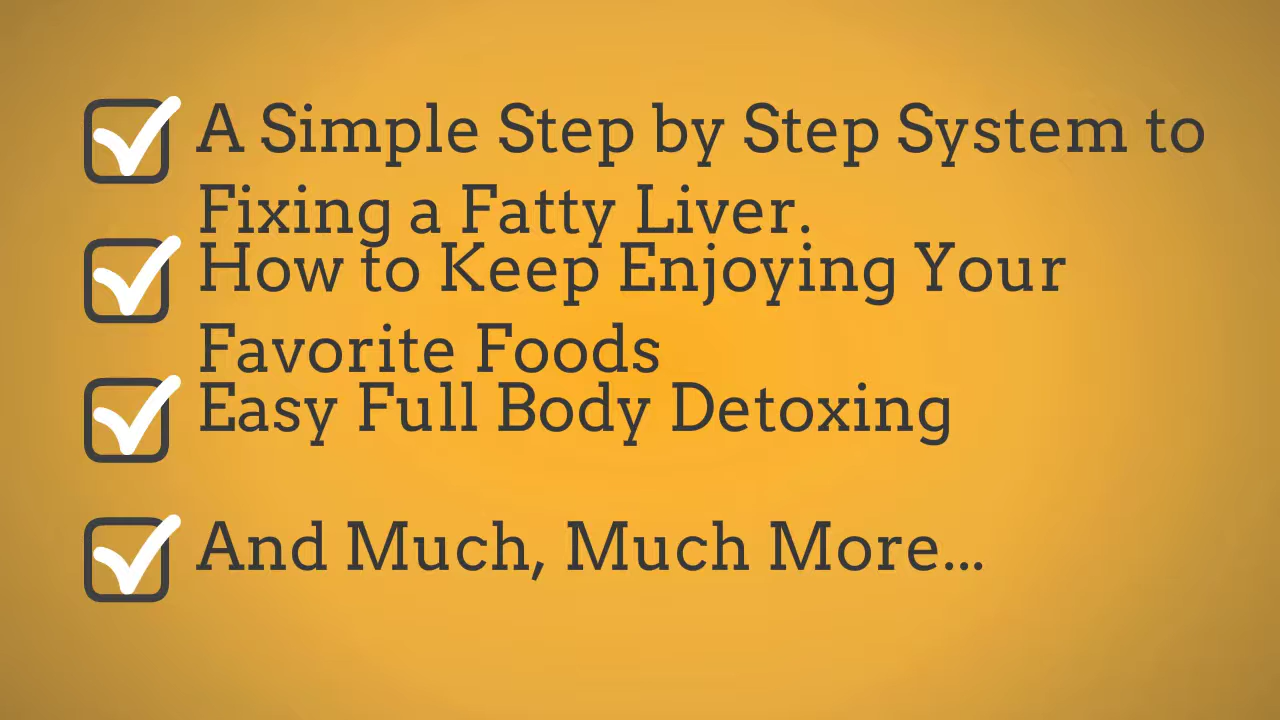 A Simple Step by Step System to
Fixing a Fatty Liver.
How to Keep Enjoying Your
Favorite Foods
Easy Full Body Detoxing
And Much, Much More...